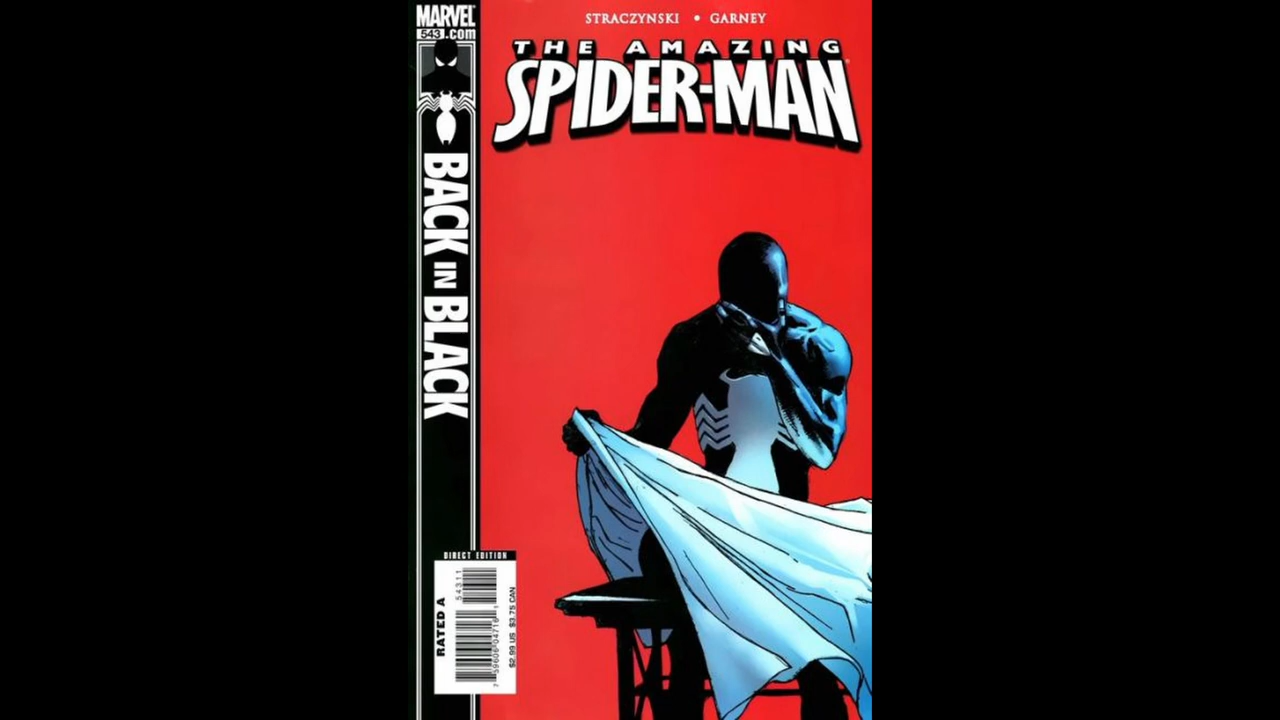 MARVEL
543 .com
STRACZYNSKI • GARNEY
THE AMAZING
SPIDER-MAN
BACK IN BLACK
DIRECT EDITION
RATED A
54311
$2.99 US $3.75 CAN